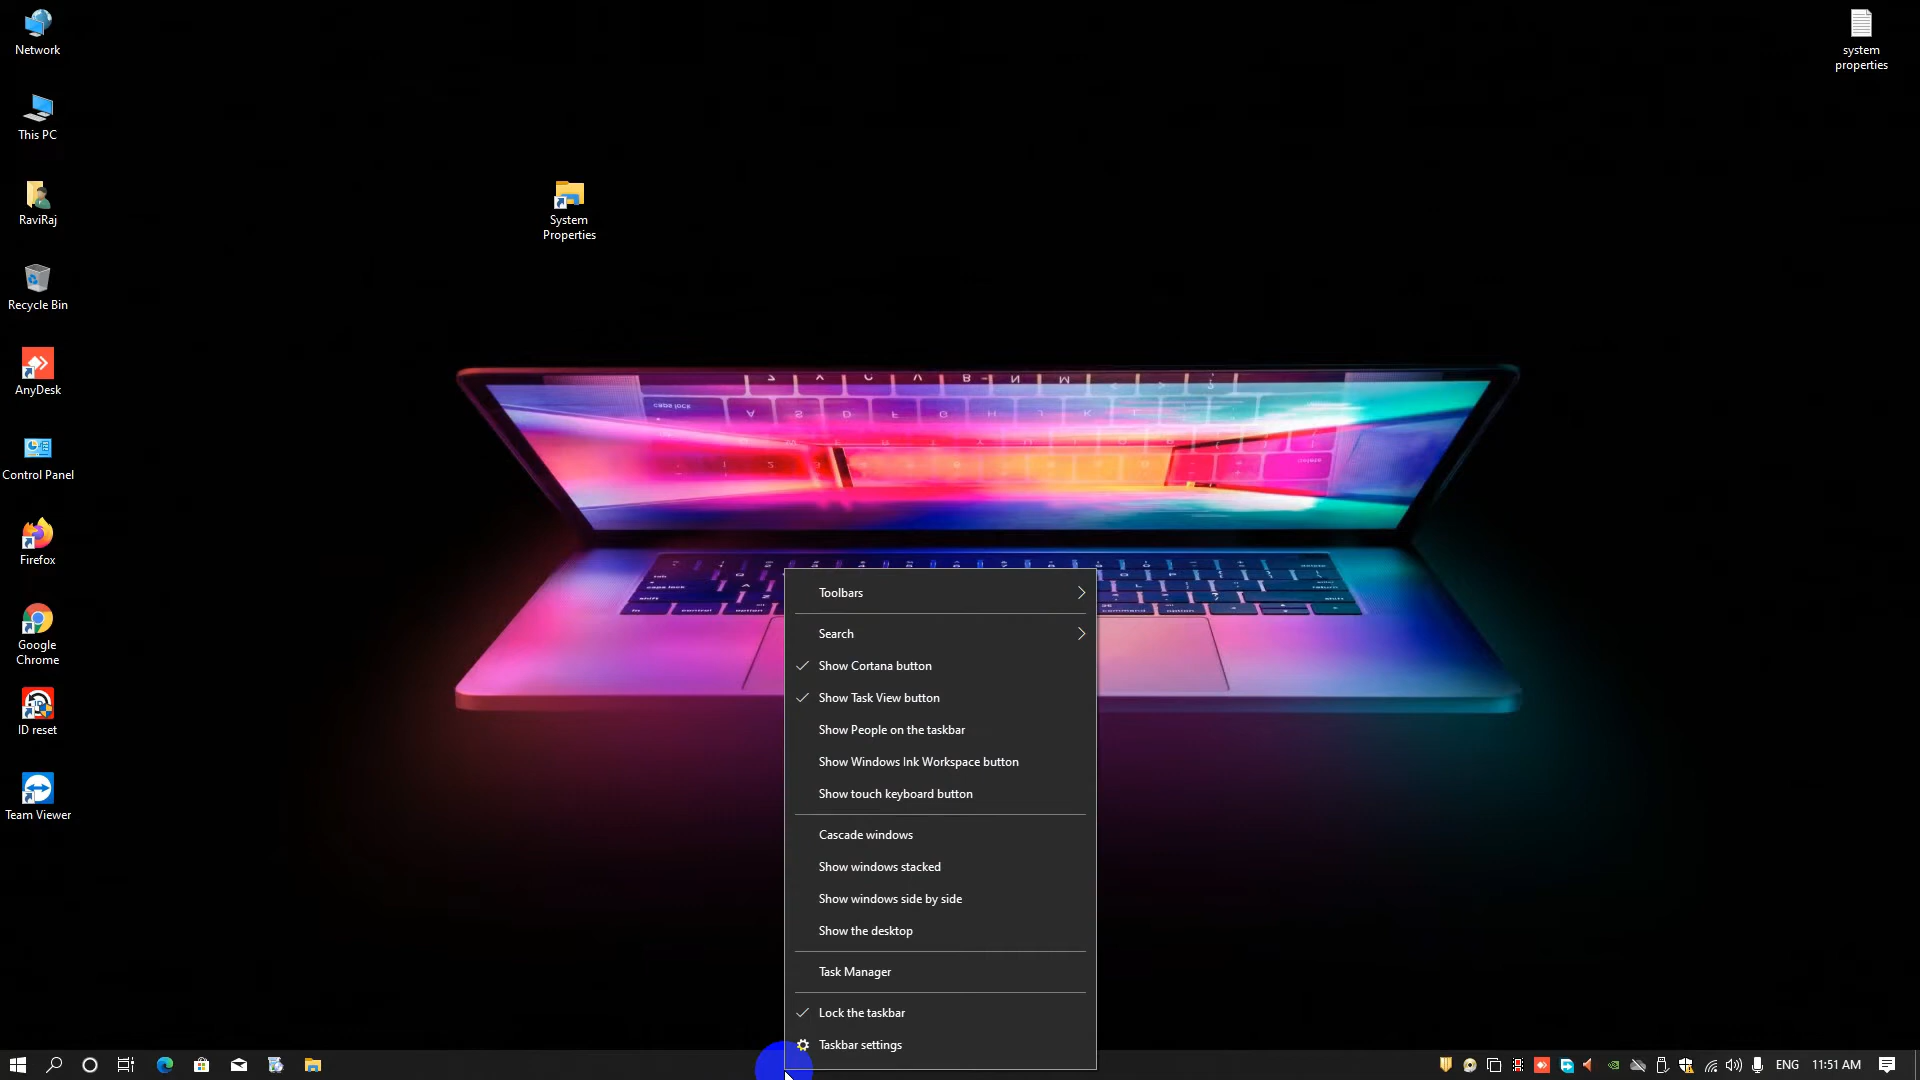 Network
This PC
RaviRaj
Recycle Bin
AnyDesk
Control Panel
Firefox
Google
Chrome
ID reset
Team Viewer
System
Properties
system
properties
Toolbars
Search
Show Cortana button
Show Task View button
Show People on the taskbar
Show Windows Ink Workspace button
Show touch keyboard button
Cascade windows
Show windows stacked
Show windows side by side
Show the desktop
Task Manager
Lock the taskbar
Taskbar settings
ENG
11:51 AM